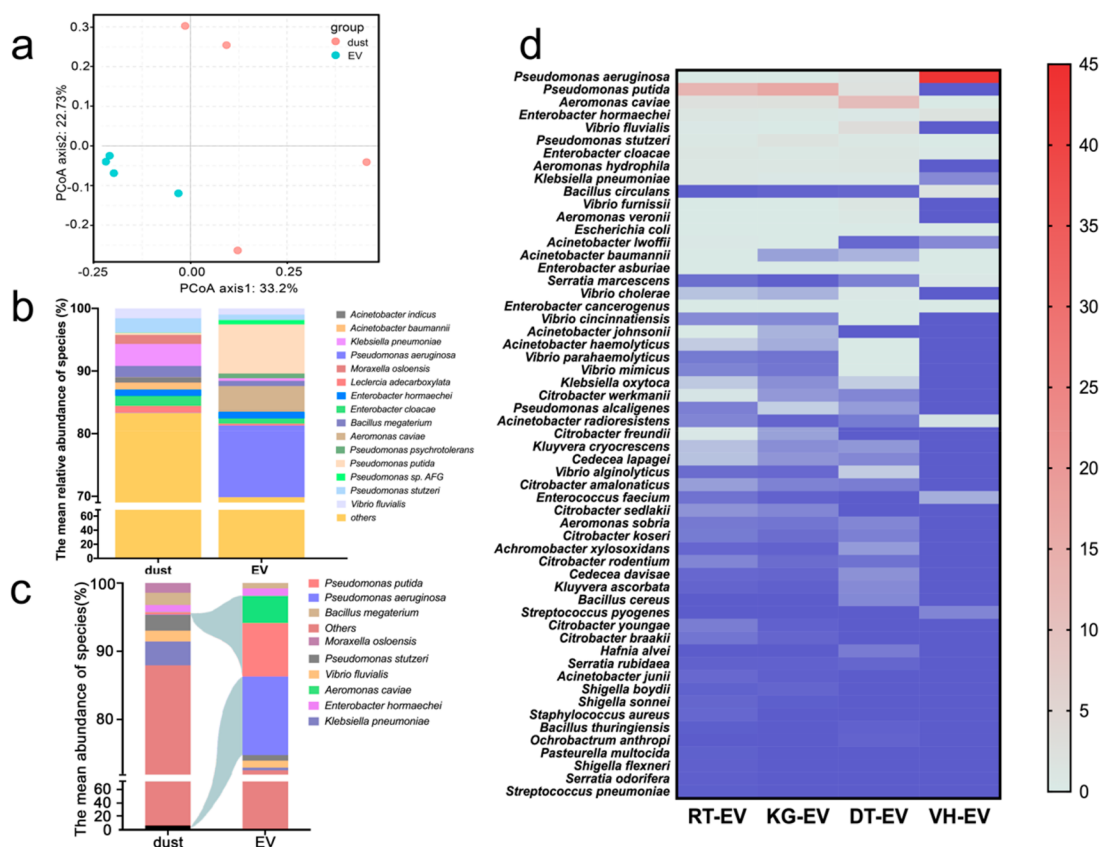 a
PCoA axis2: 22.73%
0.3
0.2
0.1
0.0
-0.1
-0.2
-0.25
0.00
0.25
PCoA axis1: 33.2%
group
dust
EV
b
The mean relative abundance of species (%)
100
90
80
70
60
40
20
0
dust
EV
Acinetobacter indicus
Acinetobacter baumannii
Klebsiella pneumoniae
Pseudomonas aeruginosa
Moraxella osloensis
Leclercia adecarboxylata
Enterobacter hormaechei
Enterobacter cloacae
Bacillus megaterium
Aeromonas caviae
Pseudomonas psychrotolerans
Pseudomonas putida
Pseudomonas sp. AFG
Pseudomonas stutzeri
Vibrio fluvialis
others
c
The mean abundance of species(%)
100
90
80
60
40
20
0
dust
EV
Pseudomonas putida
Pseudomonas aeruginosa
Bacillus megaterium
Others
Moraxella osloensis
Pseudomonas stutzeri
Vibrio fluvialis
Aeromonas caviae
Enterobacter hormaechei
Klebsiella pneumoniae
d
Pseudomonas aeruginosa
Pseudomonas putida
Aeromonas caviae
Enterobacter hormaechei
Vibrio fluvialis
Pseudomonas stutzeri
Enterobacter cloacae
Aeromonas hydrophila
Klebsiella pneumoniae
Bacillus circulans
Vibrio furnissii
Aeromonas veronii
Escherichia coli
Acinetobacter lwoffii
Acinetobacter baumannii
Enterobacter asburiae
Serratia marcescens
Vibrio cholerae
Enterobacter cancerogenus
Vibrio cincinnatiensis
Acinetobacter johnsonii
Acinetobacter haemolyticus
Vibrio parahaemolyticus
Vibrio mimicus
Klebsiella oxytoca
Citrobacter werkmanii
Pseudomonas alcaligenes
Acinetobacter radioresistens
Citrobacter freundii
Kluyvera cryocrescens
Cedecea lapagei
Vibrio alginolyticus
Citrobacter amalonaticus
Enterococcus faecium
Citrobacter sedlakii
Aeromonas sobria
Citrobacter koseri
Achromobacter xylosoxidans
Citrobacter rodentium
Cedecea davisae
Kluyvera ascorbata
Bacillus cereus
Streptococcus pyogenes
Citrobacter youngae
Citrobacter braakii
Hafnia alvei
Serratia rubidaea
Acinetobacter junii
Shigella boydii
Shigella sonnei
Staphylococcus aureus
Bacillus thuringiensis
Ochrobactrum anthropi
Pasteurella multocida
Shigella flexneri
Serratia odorifera
Streptococcus pneumoniae
RT-EV KG-EV DT-EV VH-EV
45
40
35
30
25
20
15
10
5
0